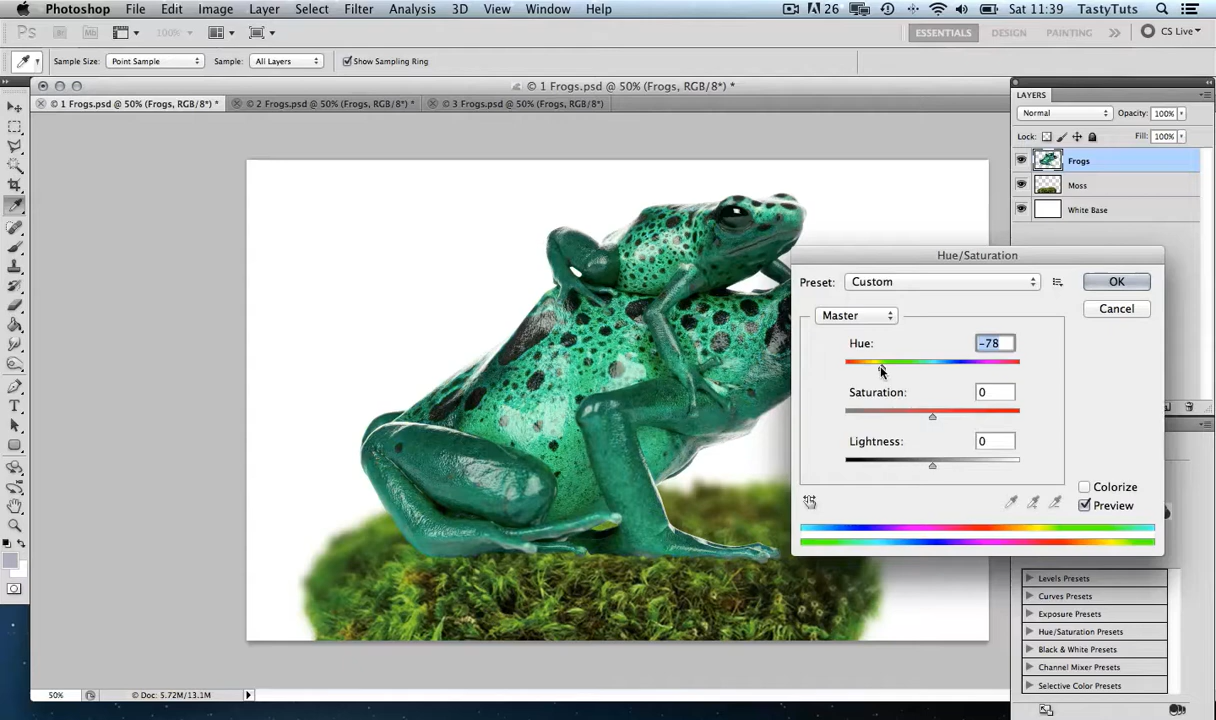 Photoshop File Edit Image Layer Select Filter Analysis 3D View Window Help 26 Sat 11:39 TastyTuts
Ps Br Mb 100% ESSENTIALS DESIGN PAINTING CS Live
Sample Size: Point Sample Sample: All Layers Show Sampling Ring
© 1 Frogs.psd @ 50% (Frogs, RGB/8*) *
© 1 Frogs.psd @ 50% (Frogs, RGB/8*) * © 2 Frogs.psd @ 50% (Frogs, RGB/8*) * © 3 Frogs.psd @ 50% (Frogs, RGB/8*)
LAYERS
Normal Opacity: 100%
Lock: Fill: 100%
Frogs
Moss
White Base
Hue/Saturation
Preset: Custom OK
Cancel
Master
Hue: -78
Saturation: 0
Lightness: 0
Colorize
Preview
Levels Presets
Curves Presets
Exposure Presets
Hue/Saturation Presets
Black & White Presets
Channel Mixer Presets
Selective Color Presets
50% © Doc: 5.72M/13.1M